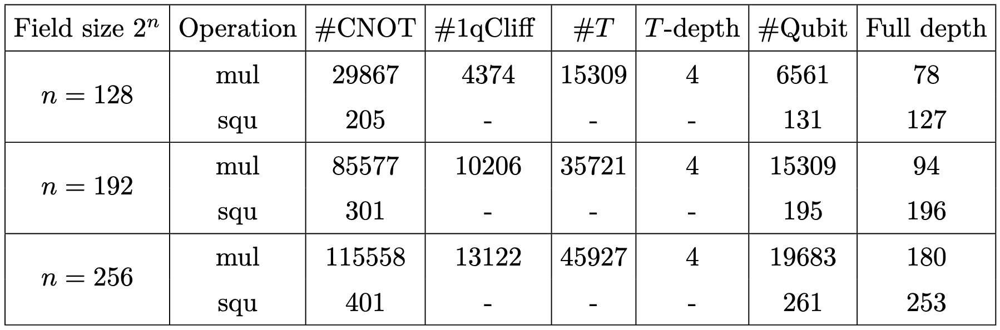 Field size 2ⁿ Operation #CNOT #1qCliff #T T-depth #Qubit Full depth
n = 128 mul 29867 4374 15309 4 6561 78
squ 205 - - - 131 127
n = 192 mul 85577 10206 35721 4 15309 94
squ 301 - - - 195 196
n = 256 mul 115558 13122 45927 4 19683 180
squ 401 - - - 261 253